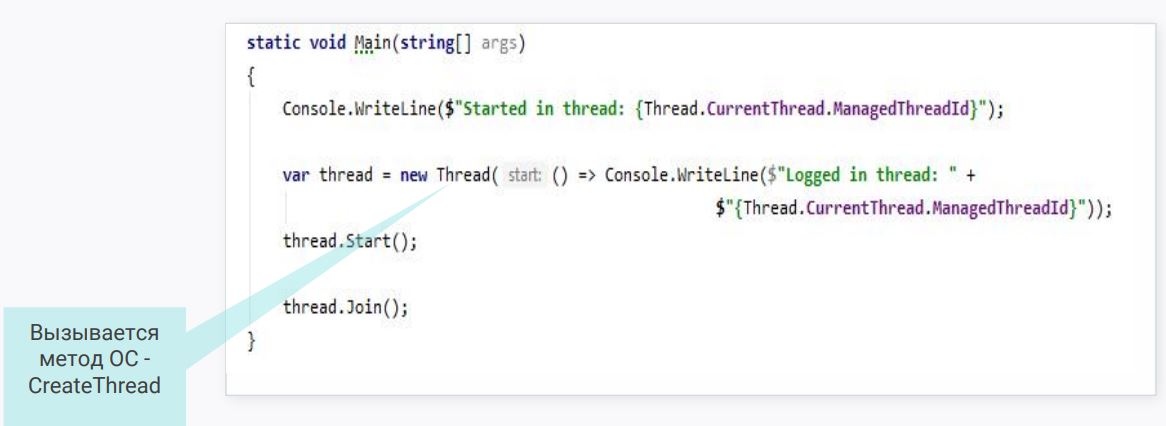 static void Main(string[] args)
{
Console.WriteLine($"Started in thread: {Thread.CurrentThread.ManagedThreadId}");
var thread = new Thread( start: () => Console.WriteLine($"Logged in thread: " +
$"{Thread.CurrentThread.ManagedThreadId}"));
thread.Start();
thread.Join();
}
Вызывается
метод ОС -
CreateThread